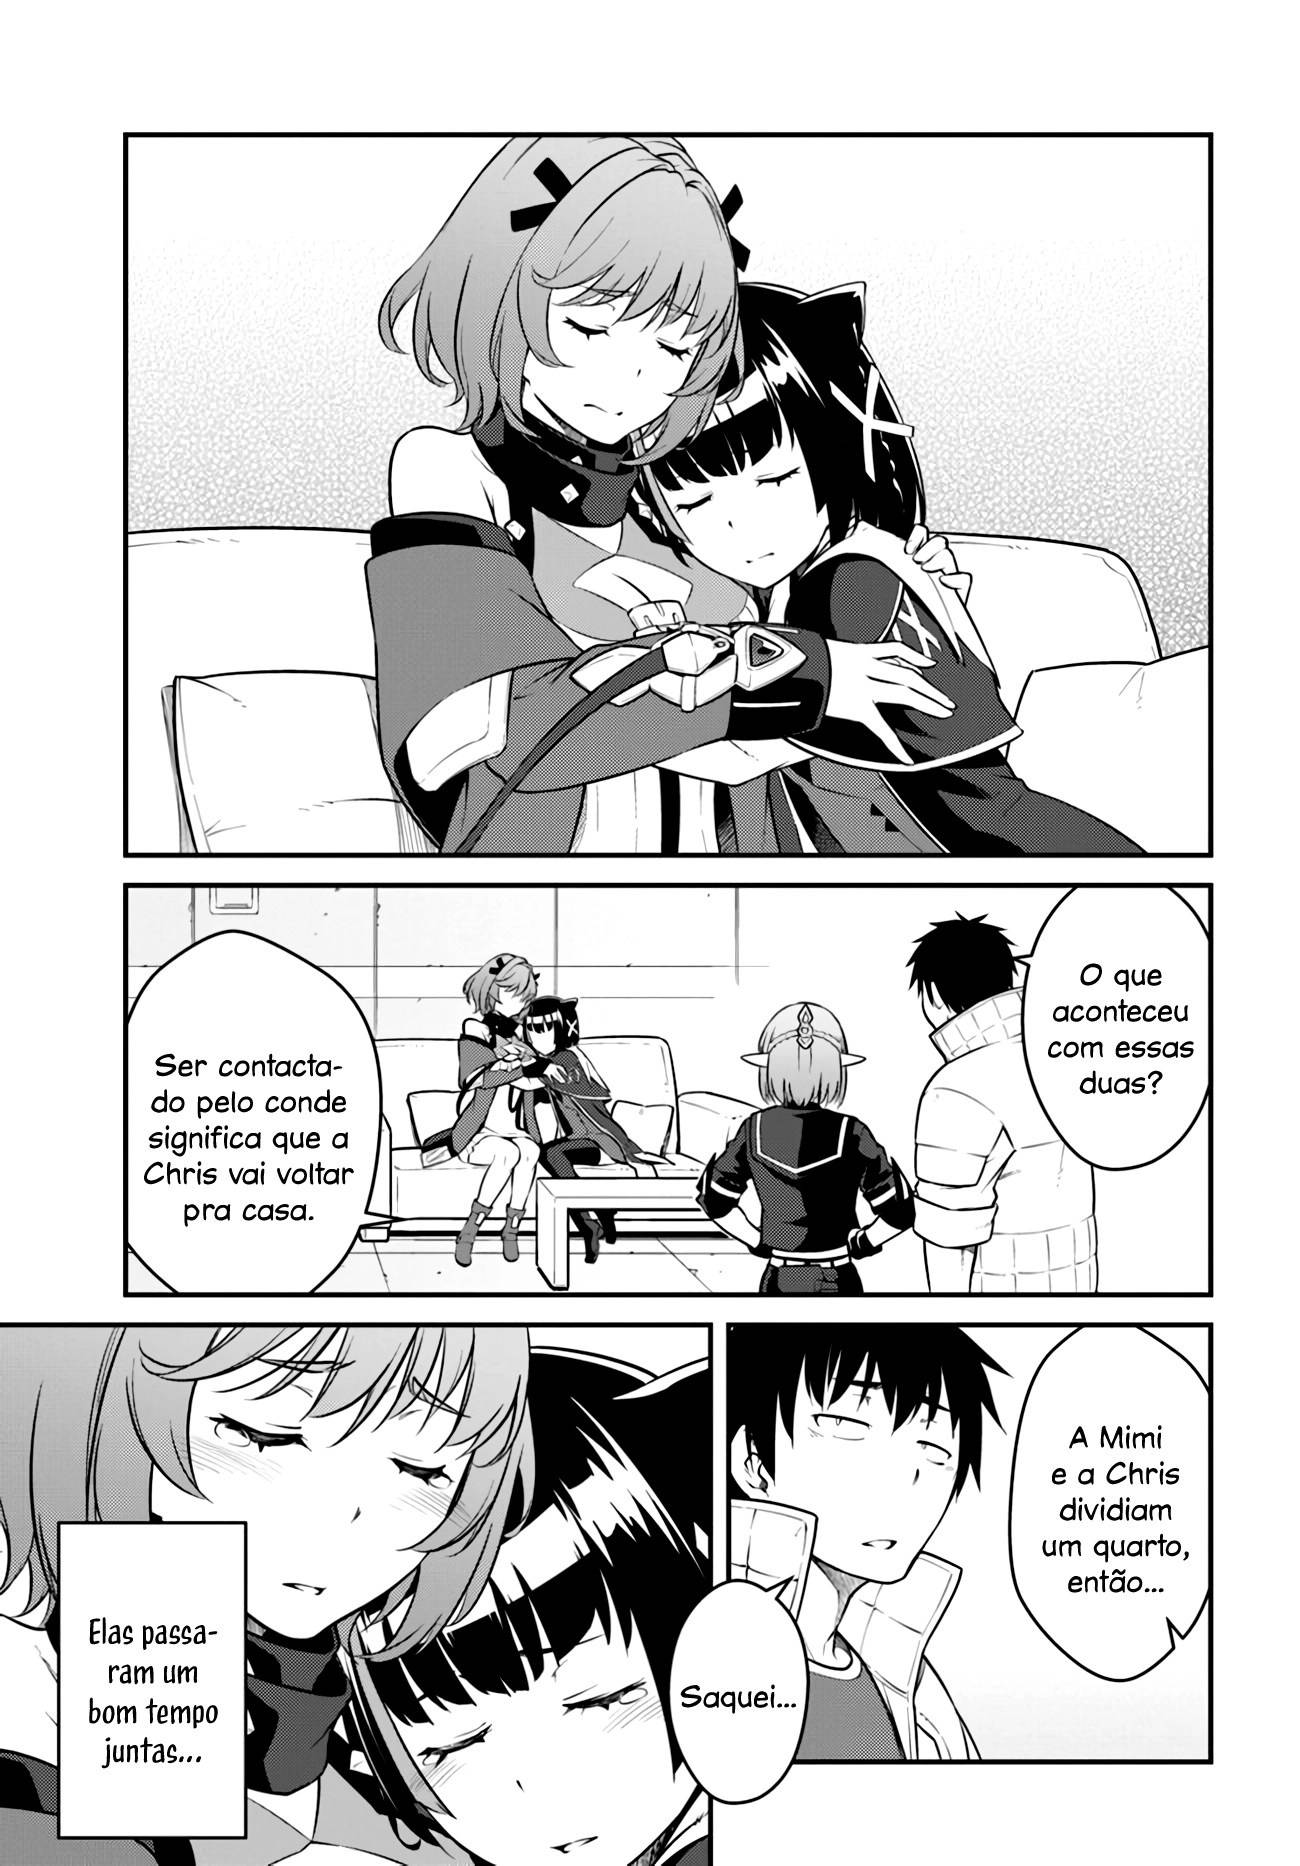 O que
aconteceu
com essas
duas?
Ser contacta-
do pelo conde
significa que a
Chris vai voltar
pra casa.
A Mimi
e a Chris
dividiam
um quarto,
então...
Saquei...
Elas passa-
ram um
bom tempo
juntas...